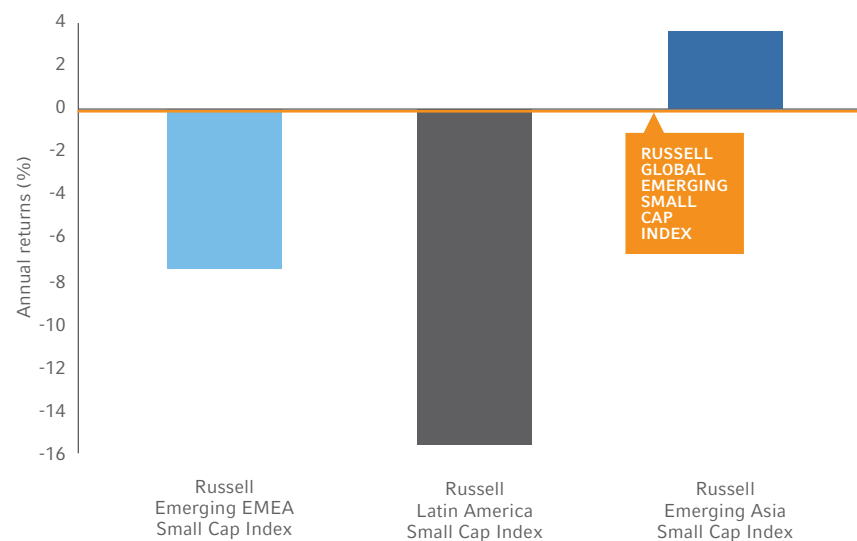 4
2
0
-2
-4
-6
-8
-10
-12
-14
-16
Annual returns (%)
RUSSELL
GLOBAL
EMERGING
SMALL
CAP
INDEX
Russell
Emerging EMEA
Small Cap Index
Russell
Latin America
Small Cap Index
Russell
Emerging Asia
Small Cap Index